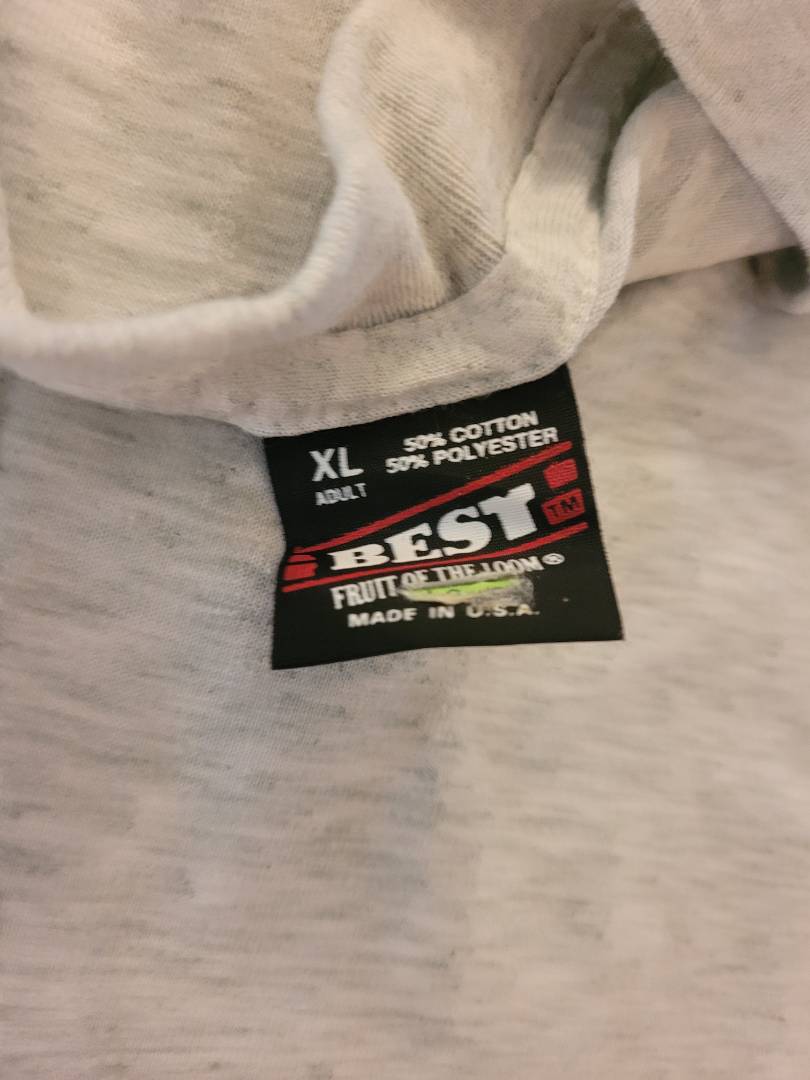 XL
ADULT
50% COTTON
50% POLYESTER
BEST
TM
FRUIT OF THE LOOM®
MADE IN U.S.A.